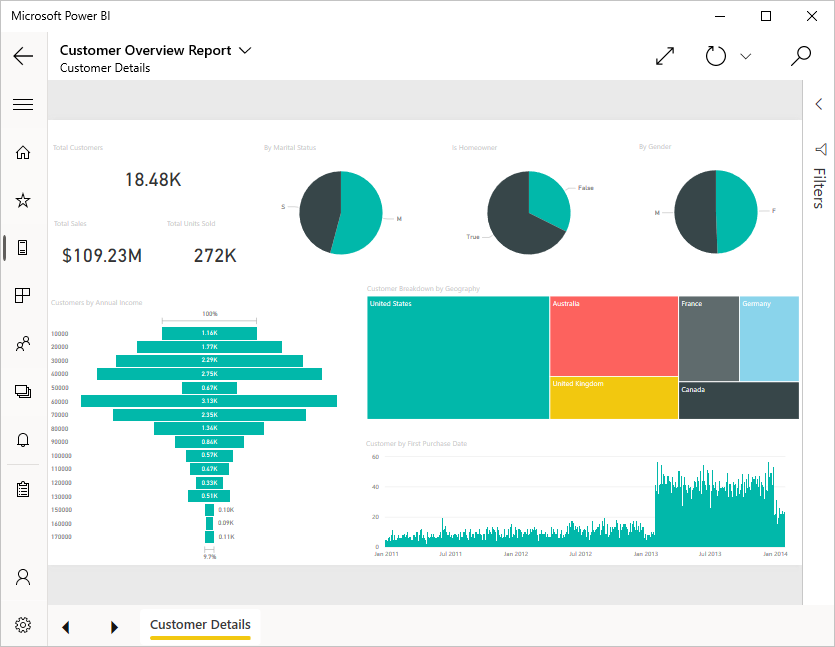 Microsoft Power BI
Customer Overview Report
Customer Details
Filters
Total Customers
18.48K
Total Sales
$109.23M
Total Units Sold
272K
By Marital Status
S
M
Is Homeowner
False
True
By Gender
M
F
Customers by Annual Income
100%
10000 1.16K
20000 1.77K
30000 2.29K
40000 2.75K
50000 0.67K
60000 3.13K
70000 2.35K
80000 1.36K
90000 0.86K
100000 0.57K
110000 0.47K
120000 0.33K
130000 0.51K
150000 0.10K
160000 0.09K
170000 0.11K
9.7%
Customer Breakdown by Geography
United States
Australia
United Kingdom
France
Germany
Canada
Customer by First Purchase Date
60
40
20
0
Jan 2011 Jul 2011 Jan 2012 Jul 2012 Jan 2013 Jul 2013 Jan 2014
Customer Details